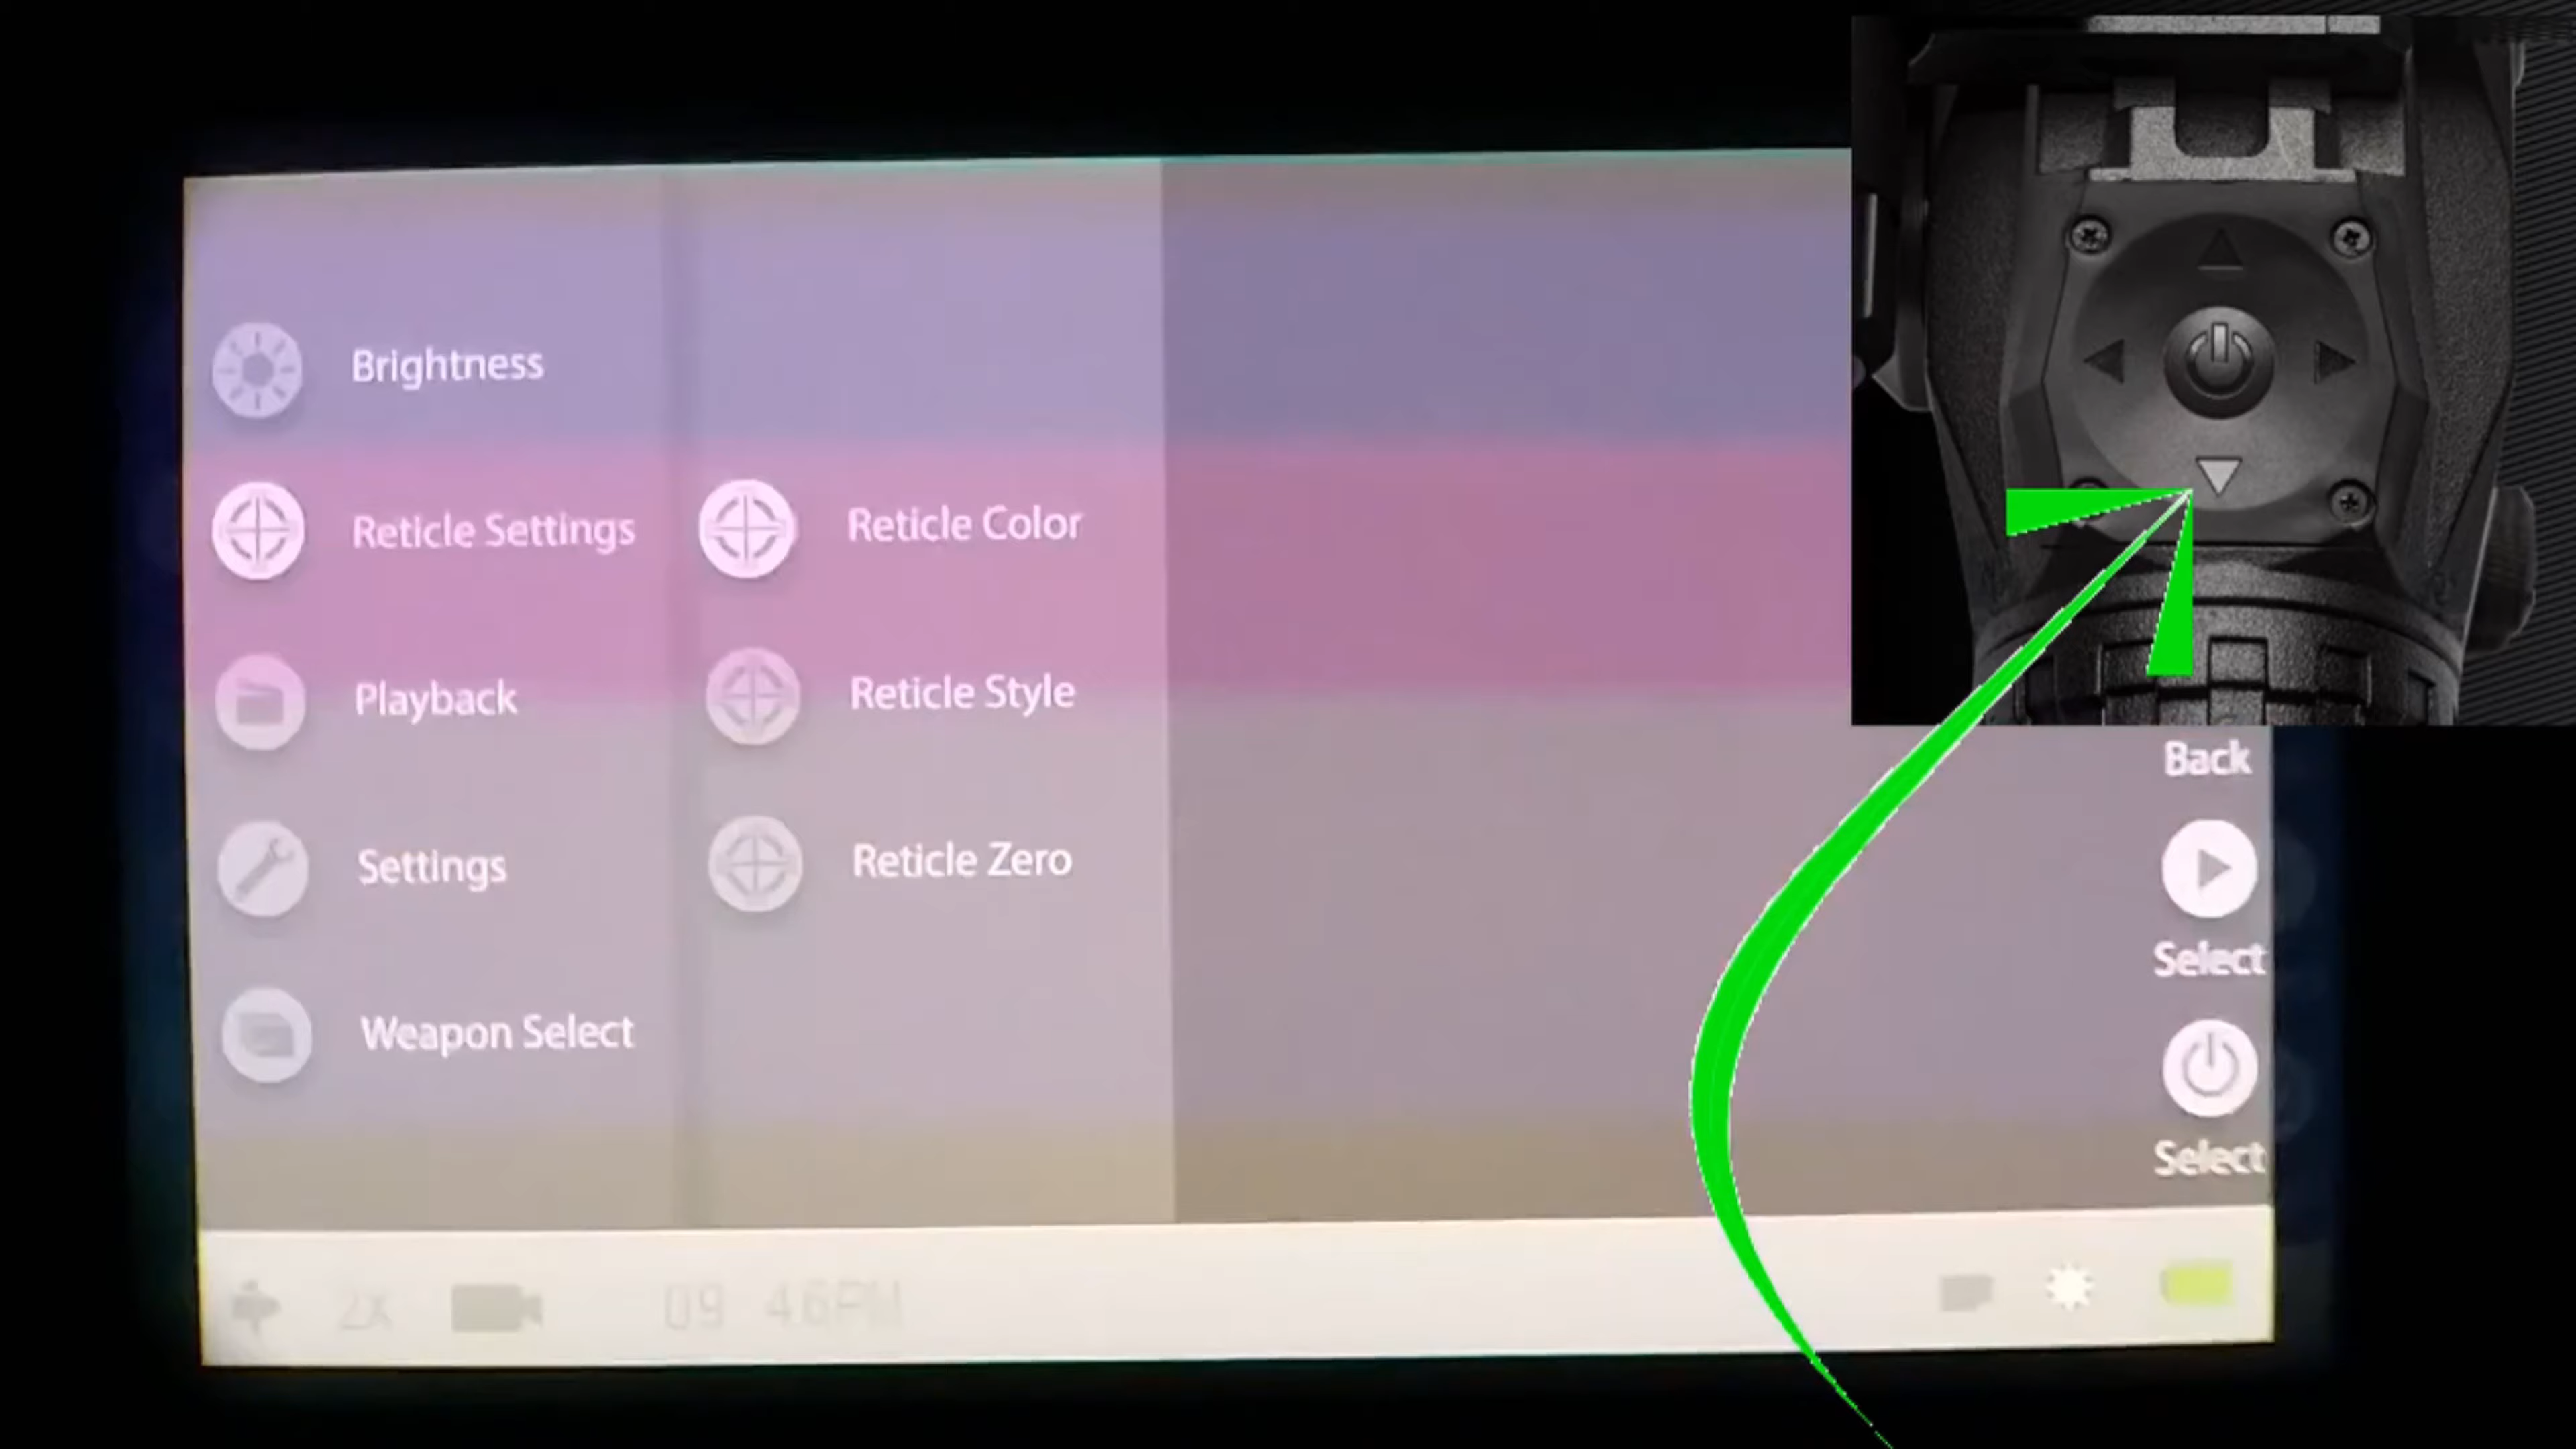 Brightness
Reticle Settings
Reticle Color
Playback
Reticle Style
Back
Settings
Reticle Zero
Select
Weapon Select
Select
2X
09 46PM